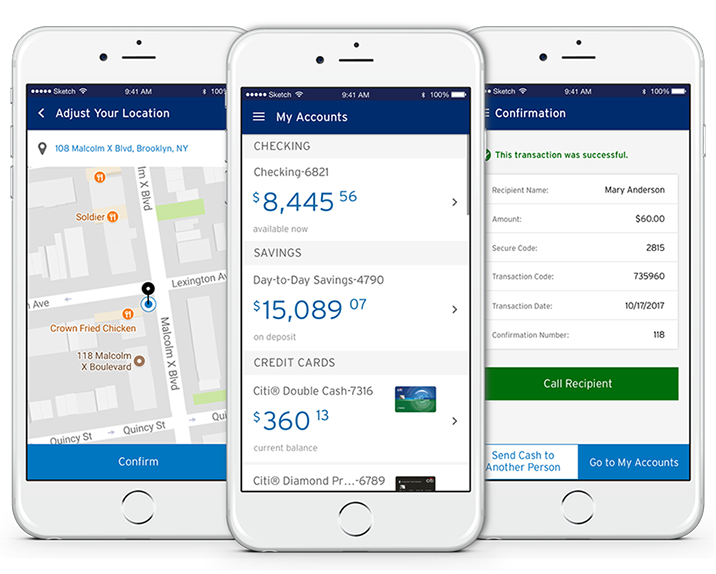 Sketch 9:41 AM 100%
Adjust Your Location
108 Malcolm X Blvd, Brooklyn, NY
m X Blvd
Soldier
Lexington Av
n Ave
Crown Fried Chicken
118 Malcolm
X Boulevard
Malcolm X Blvd
Quincy St
Quincy St
Qui
Confirm
Sketch 9:41 AM 100%
My Accounts
CHECKING
Checking-6821
$8,445 56
available now
SAVINGS
Day-to-Day Savings-4790
$15,089 07
on deposit
CREDIT CARDS
Citi® Double Cash-7316
$360 13
current balance
Citi® Diamond Pr...-6789
citi
Sketch 9:41 AM 100%
Confirmation
This transaction was successful.
Recipient Name: Mary Anderson
Amount: $60.00
Secure Code: 2815
Transaction Code: 735960
Transaction Date: 10/17/2017
Confirmation Number: 118
Call Recipient
Send Cash to
Another Person
Go to My Accounts